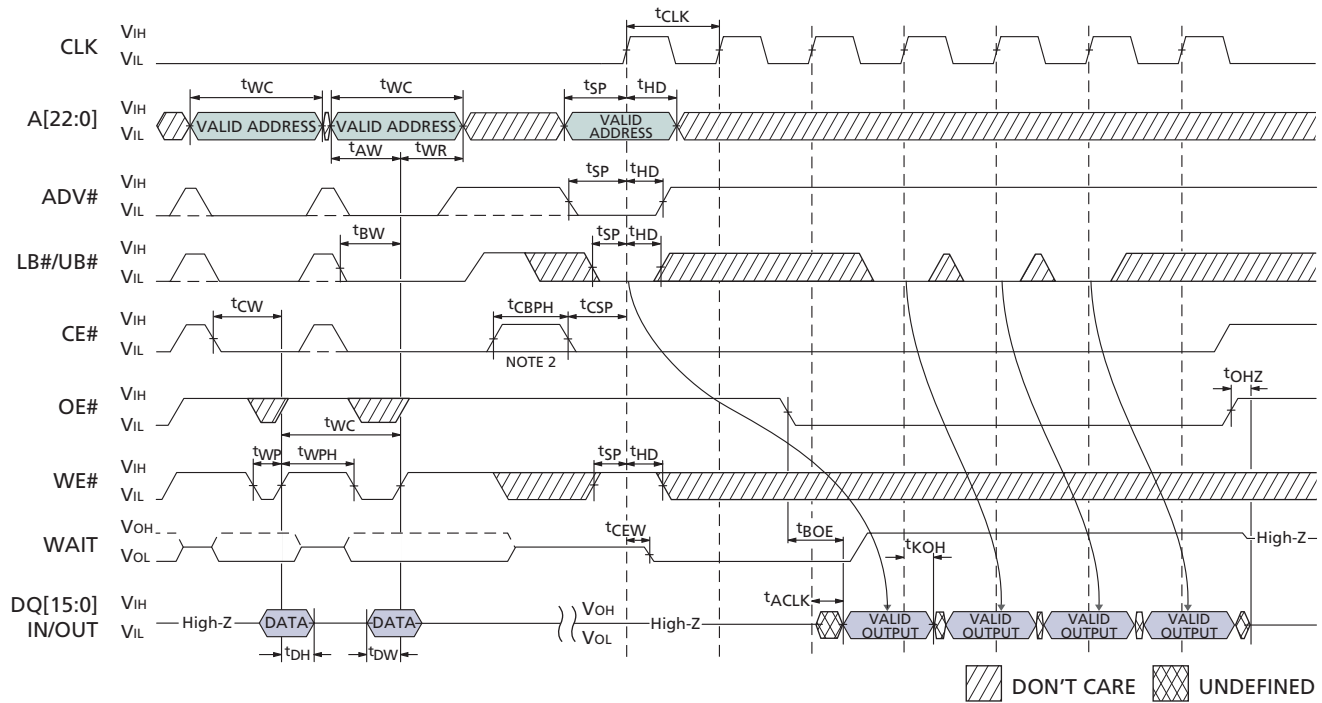 tCLK
CLK VIH
VIL
tWC tWC tSP tHD
A[22:0] VIH
VIL
VALID ADDRESS VALID ADDRESS VALID ADDRESS
tAW tWR
ADV# VIH
VIL
tSP tHD
tBW tSP tHD
LB#/UB# VIH
VIL
tCW tCBPH tCSP
CE# VIH
VIL
NOTE 2
tOHZ
OE# VIH
VIL
tWC
tWP tWPH tSP tHD
WE# VIH
VIL
WAIT VOH
VOL
tCEW tBOE tKOH High-Z
tACLK
DQ[15:0]
IN/OUT
VIH
VIL
High-Z DATA DATA VOH
VOL
High-Z VALID OUTPUT VALID OUTPUT VALID OUTPUT VALID OUTPUT
tDH tDW
DON'T CARE UNDEFINED